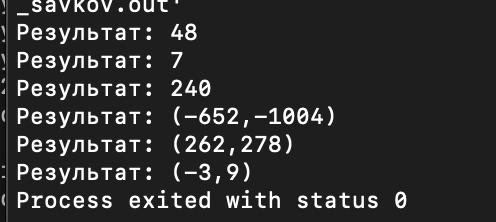 _savkov.out'
Результат: 48
Результат: 7
Результат: 240
Результат: (-652,-1004)
Результат: (262,278)
Результат: (-3,9)
Process exited with status 0